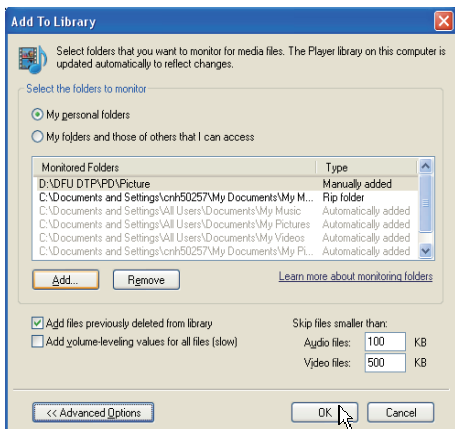 Add To Library
Select folders that you want to monitor for media files. The Player library on this computer is
updated automatically to reflect changes.
Select the folders to monitor
My personal folders
My folders and those of others that I can access
Monitored Folders Type
D:\DFU DTP\PD\Picture Manually added
C:\Documents and Settings\cnh50257\My Documents\My M... Rip folder
C:\Documents and Settings\All Users\Documents\My Music Automatically added
C:\Documents and Settings\All Users\Documents\My Pictures Automatically added
C:\Documents and Settings\All Users\Documents\My Videos Automatically added
C:\Documents and Settings\cnh50257\My Documents\My Pi... Automatically added
Add... Remove Learn more about monitoring folders
Add files previously deleted from library Skip files smaller than:
Add volume-leveling values for all files (slow) Audio files: 100 KB
Video files: 500 KB
<< Advanced Options OK Cancel